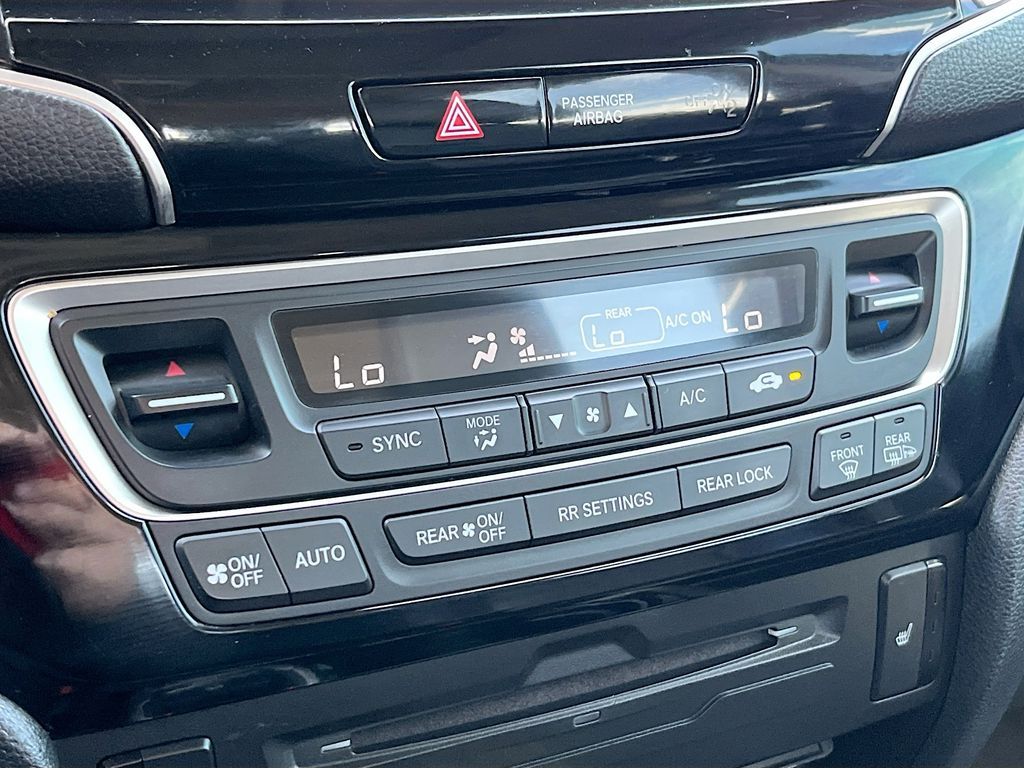 PASSENGER
AIRBAG
Lo
REAR
Lo
A/C ON
Lo
SYNC
MODE
A/C
FRONT
REAR
REAR ON/
OFF
RR SETTINGS
REAR LOCK
ON/
OFF
AUTO